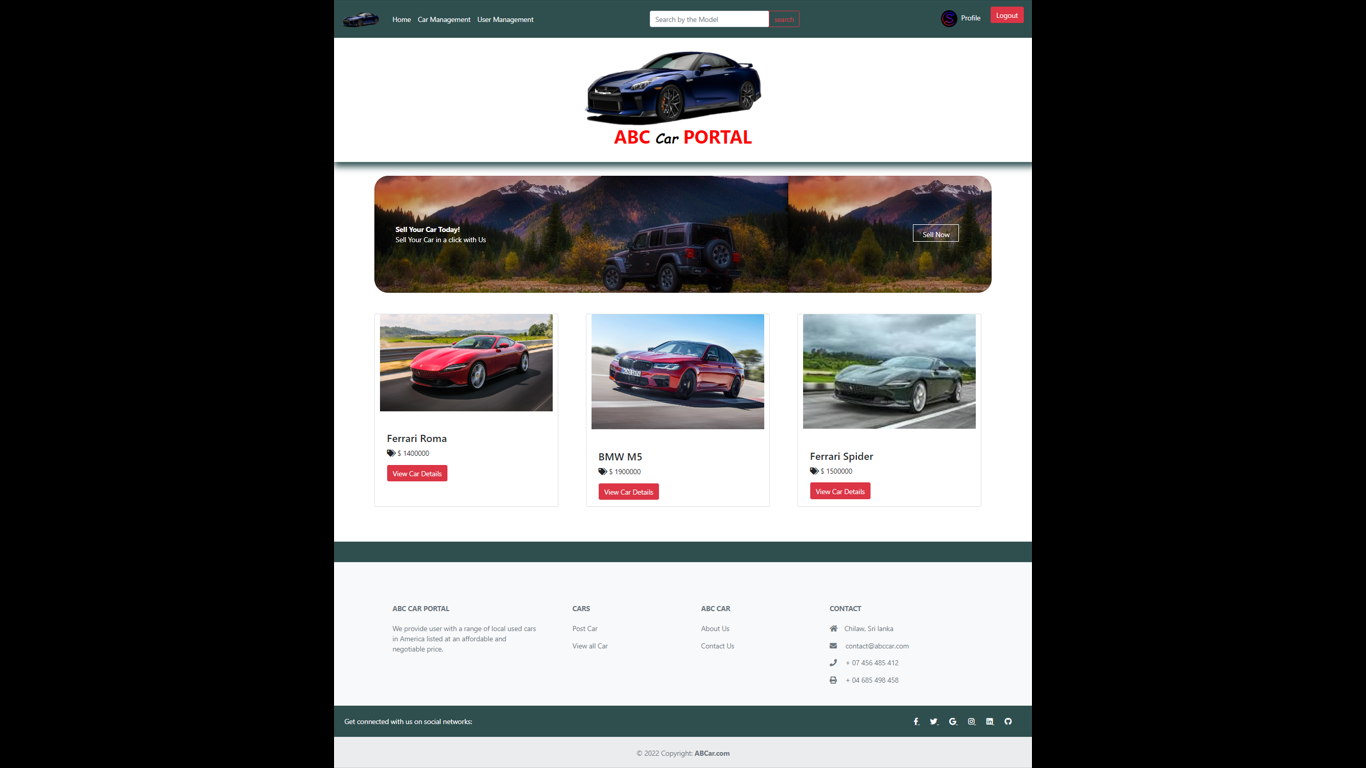 Home Car Management User Management Search by the Model search Profile Logout
ABC Car PORTAL
Sell Your Car Today!
Sell Your Car in a click with Us
Sell Now
Ferrari Roma
$ 1400000
View Car Details
BMW M5
$ 1900000
View Car Details
Ferrari Spider
$ 1500000
View Car Details
ABC CAR PORTAL
We provide user with a range of local used cars
in America listed at an affordable and
negotiable price.
CARS
Post Car
View all Car
ABC CAR
About Us
Contact Us
CONTACT
Chilaw, Sri lanka
contact@abccar.com
+ 07 456 485 412
+ 04 685 498 458
Get connected with us on social networks:
© 2022 Copyright: ABCar.com